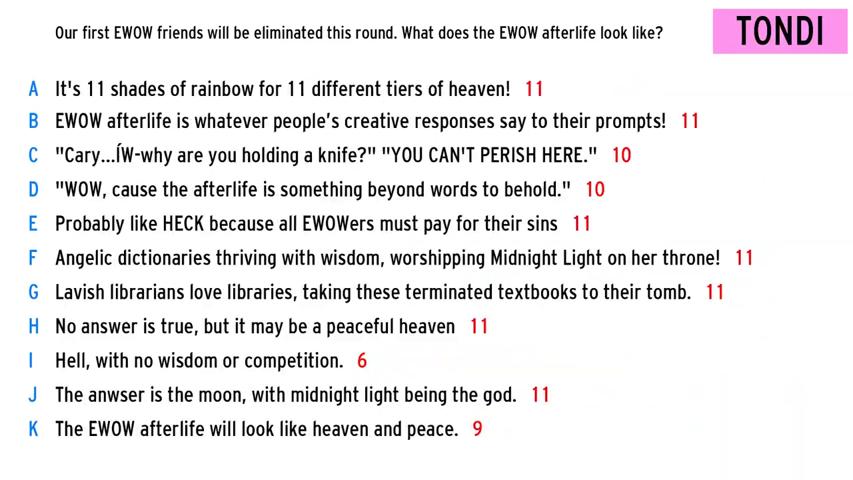 Our first EWOW friends will be eliminated this round. What does the EWOW afterlife look like?
TONDI
A It's 11 shades of rainbow for 11 different tiers of heaven! 11
B EWOW afterlife is whatever people's creative responses say to their prompts! 11
C "Cary...ÍW-why are you holding a knife?" "YOU CAN'T PERISH HERE." 10
D "WOW, cause the afterlife is something beyond words to behold." 10
E Probably like HECK because all EWOWers must pay for their sins 11
F Angelic dictionaries thriving with wisdom, worshipping Midnight Light on her throne! 11
G Lavish librarians love libraries, taking these terminated textbooks to their tomb. 11
H No answer is true, but it may be a peaceful heaven 11
I Hell, with no wisdom or competition. 6
J The anwser is the moon, with midnight light being the god. 11
K The EWOW afterlife will look like heaven and peace. 9